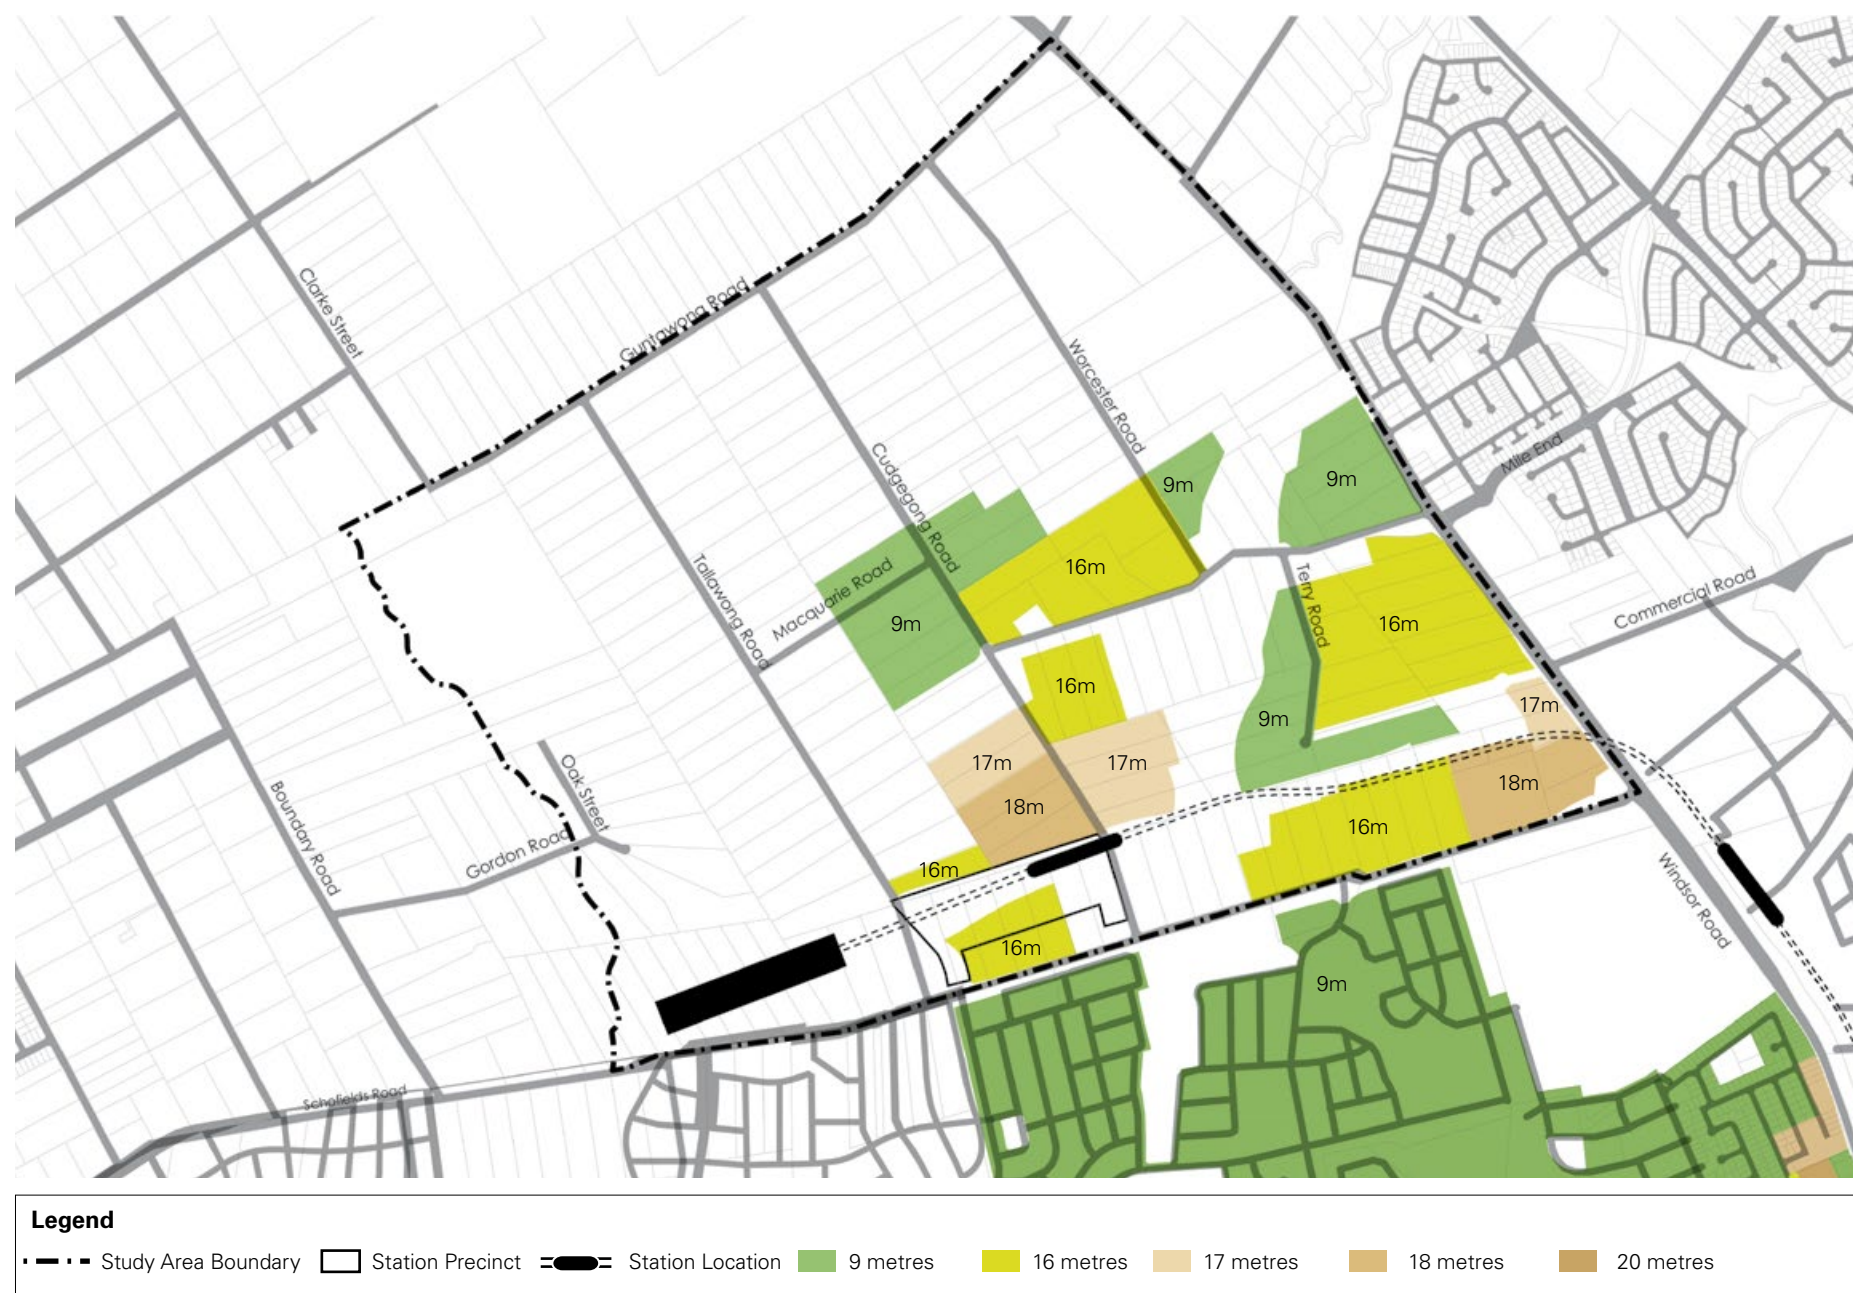 Clarke Street
Guntawong Road
Worcester Road
Cudgegong Road
9m
9m
Mile End
16m
Tallawong Road
Macquarie Road
9m
Terry Road
16m
Commercial Road
16m
17m
9m
17m
17m
18m
18m
Oak Street
Boundary Road
Gordon Road
16m
16m
Windsor Road
16m
9m
Schofields Road
Legend
Study Area Boundary
Station Precinct
Station Location
9 metres
16 metres
17 metres
18 metres
20 metres